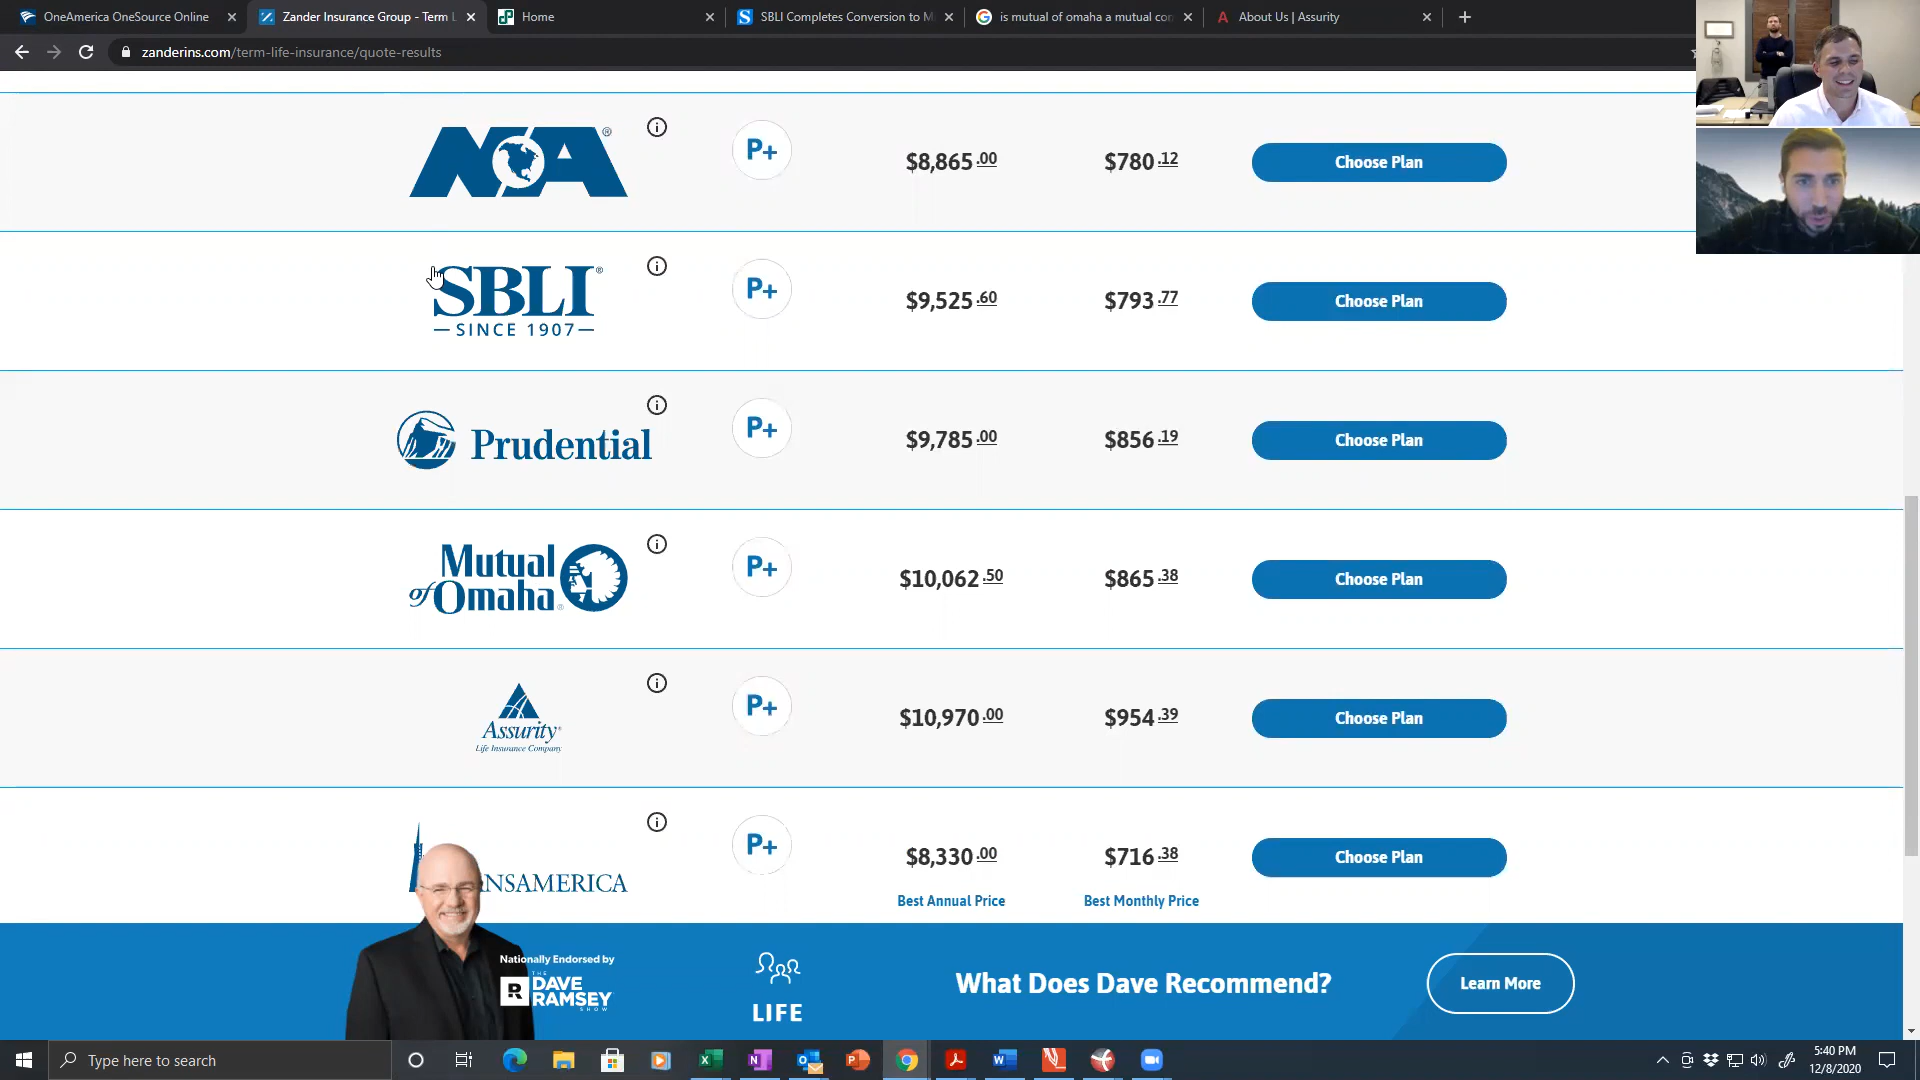 OneAmerica OneSource Online
Zander Insurance Group - Term L
Home
SBLI Completes Conversion to M
is mutual of omaha a mutual com
About Us | Assurity
zanderins.com/term-life-insurance/quote-results
P+
$8,865.00
$780.12
Choose Plan
SBLI®
SINCE 1907
P+
$9,525.60
$793.77
Choose Plan
Prudential
P+
$9,785.00
$856.19
Choose Plan
Mutual
of Omaha®
P+
$10,062.50
$865.38
Choose Plan
Assurity®
Life Insurance Company
P+
$10,970.00
$954.39
Choose Plan
NSAMERICA
P+
$8,330.00
$716.38
Choose Plan
Best Annual Price
Best Monthly Price
Nationally Endorsed by
THE
DAVE
RAMSEY
SHOW
LIFE
What Does Dave Recommend?
Learn More
Type here to search
5:40 PM
12/8/2020